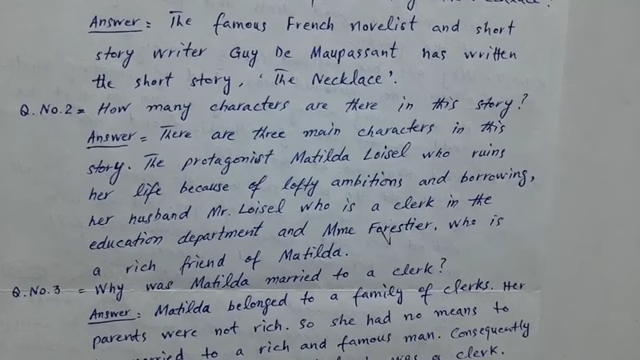 Answer = The famous French novelist and short
story writer Guy De Maupassant has written
the short story, 'The Necklace'.
Q.No.2 = How many characters are there in this story?
Answer = There are three main characters in this
story. The protagonist Matilda Loisel who ruins
her life because of lofty ambitions and borrowing,
her husband Mr. Loisel who is a clerk in the
education department and Mme Forestier, who is
a rich friend of Matilda.
Q.No.3 = Why was Matilda married to a clerk?
Answer: Matilda belonged to a family of clerks. Her
parents were not rich. So she had no means to
married to a rich and famous man. Consequently
was a clerk.